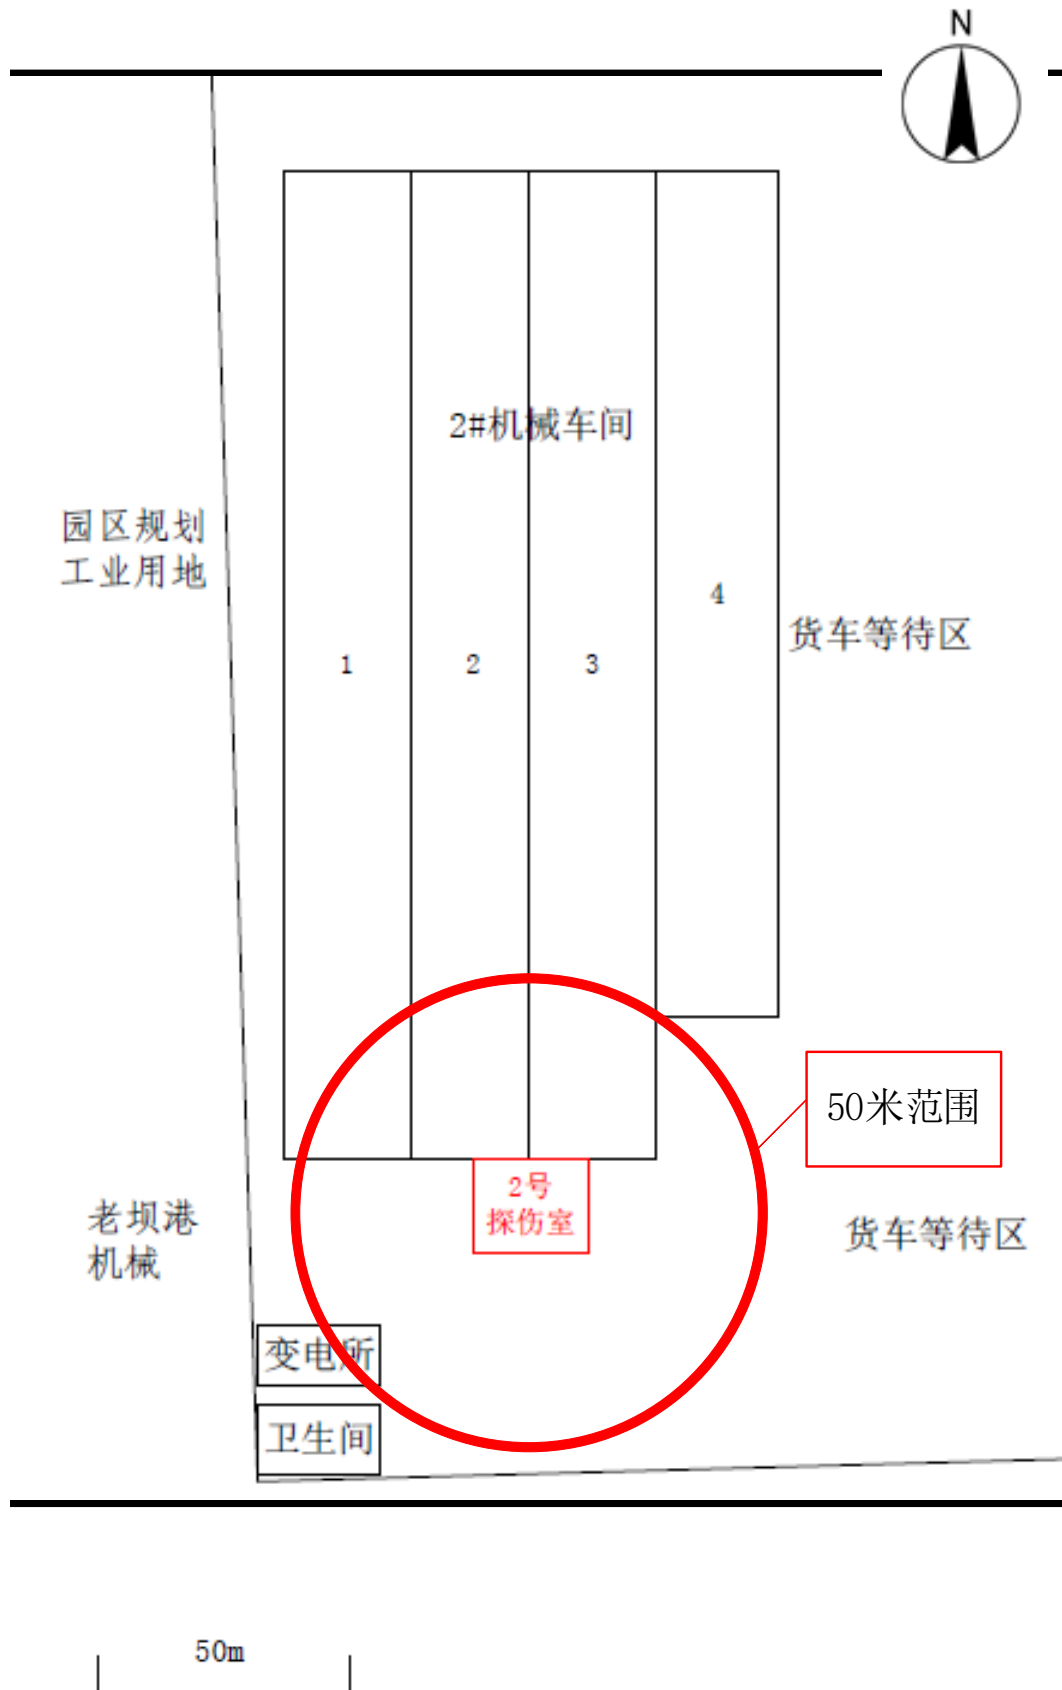 N
2#机械车间
园区规划
工业用地
4
货车等待区
1
2
3
50米范围
2号
探伤室
老坝港
机械
货车等待区
变电所
卫生间
50m